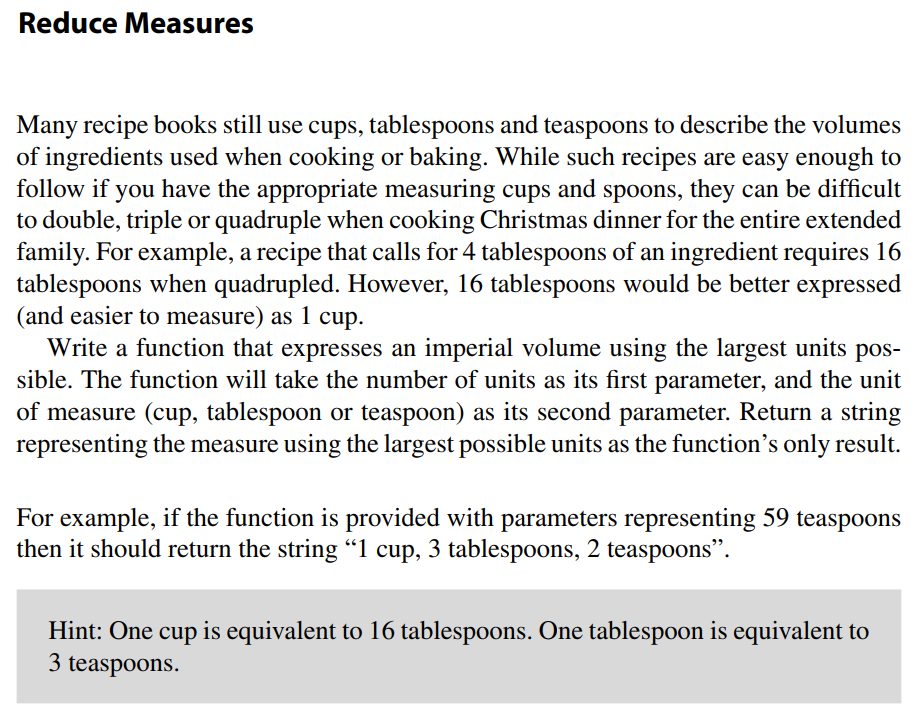 Reduce Measures
Many recipe books still use cups, tablespoons and teaspoons to describe the volumes
of ingredients used when cooking or baking. While such recipes are easy enough to
follow if you have the appropriate measuring cups and spoons, they can be difficult
to double, triple or quadruple when cooking Christmas dinner for the entire extended
family. For example, a recipe that calls for 4 tablespoons of an ingredient requires 16
tablespoons when quadrupled. However, 16 tablespoons would be better expressed
(and easier to measure) as 1 cup.
Write a function that expresses an imperial volume using the largest units pos-
sible. The function will take the number of units as its first parameter, and the unit
of measure (cup, tablespoon or teaspoon) as its second parameter. Return a string
representing the measure using the largest possible units as the function’s only result.
For example, if the function is provided with parameters representing 59 teaspoons
then it should return the string “1 cup, 3 tablespoons, 2 teaspoons”.
Hint: One cup is equivalent to 16 tablespoons. One tablespoon is equivalent to
3 teaspoons.